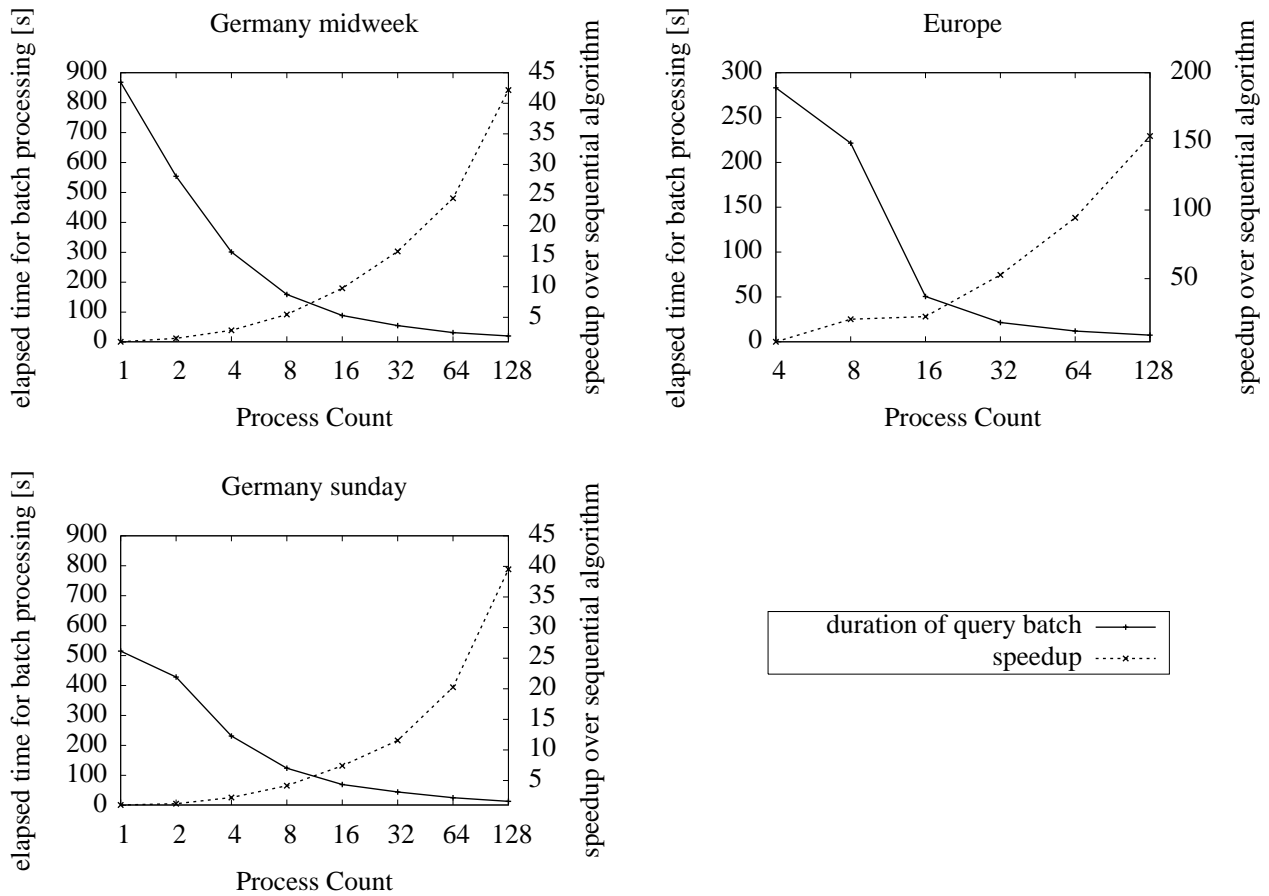 Germany midweek
elapsed time for batch processing [s]
900
800
700
600
500
400
300
200
100
0
45
40
35
30
25
20
15
10
5
speedup over sequential algorithm
1 2 4 8 16 32 64 128
Process Count
Europe
elapsed time for batch processing [s]
300
250
200
150
100
50
0
200
150
100
50
speedup over sequential algorithm
4 8 16 32 64 128
Process Count
Germany sunday
elapsed time for batch processing [s]
900
800
700
600
500
400
300
200
100
0
45
40
35
30
25
20
15
10
5
speedup over sequential algorithm
1 2 4 8 16 32 64 128
Process Count
duration of query batch
speedup